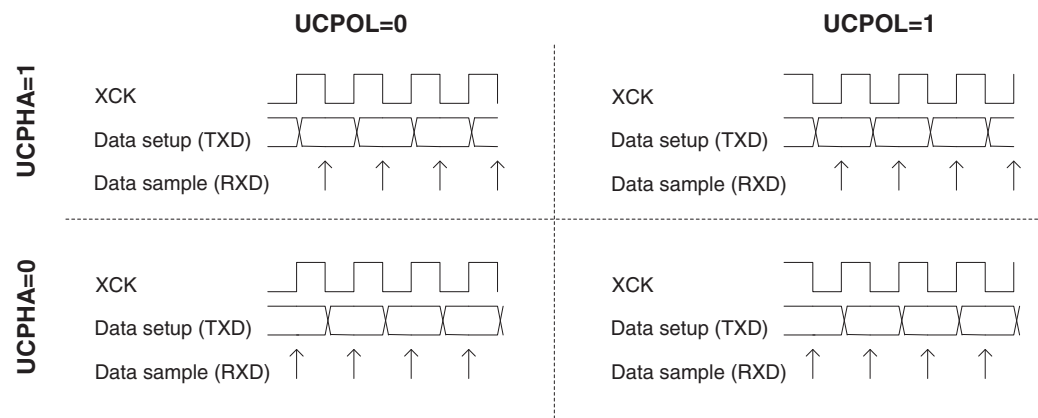 UCPOL=0
UCPOL=1
UCPHA=1
XCK
Data setup (TXD)
Data sample (RXD)
XCK
Data setup (TXD)
Data sample (RXD)
UCPHA=0
XCK
Data setup (TXD)
Data sample (RXD)
XCK
Data setup (TXD)
Data sample (RXD)